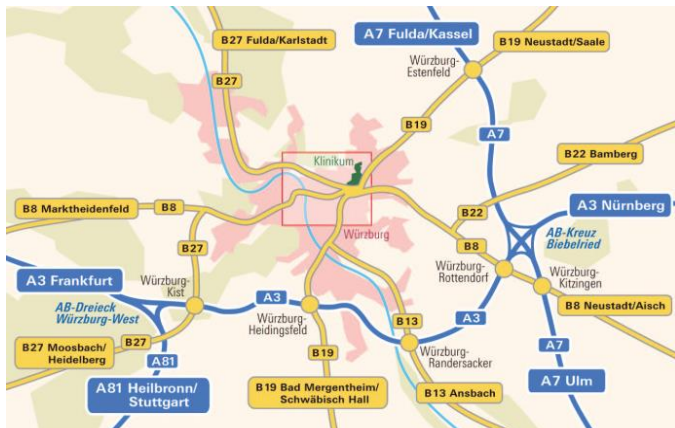 B27 Fulda/Karlstadt
A7 Fulda/Kassel
B19 Neustadt/Saale
Würzburg-
Estenfeld
B27
B19
A7
B22 Bamberg
Klinikum
B8 Marktheidenfeld
B8
B22
A3 Nürnberg
AB-Kreuz
Biebelried
Würzburg
B27
B8
A3 Frankfurt
Würzburg-
Kist
Würzburg-
Rottendorf
Würzburg-
Kitzingen
AB-Dreieck
Würzburg-West
A3
B8 Neustadt/Aisch
Würzburg-
Heidingsfeld
B13
A3
B27 Moosbach/
Heidelberg
B27
A7
B19
Würzburg-
Randersacker
A81
A81 Heilbronn/
Stuttgart
B19 Bad Mergentheim/
Schwäbisch Hall
B13 Ansbach
A7 Ulm